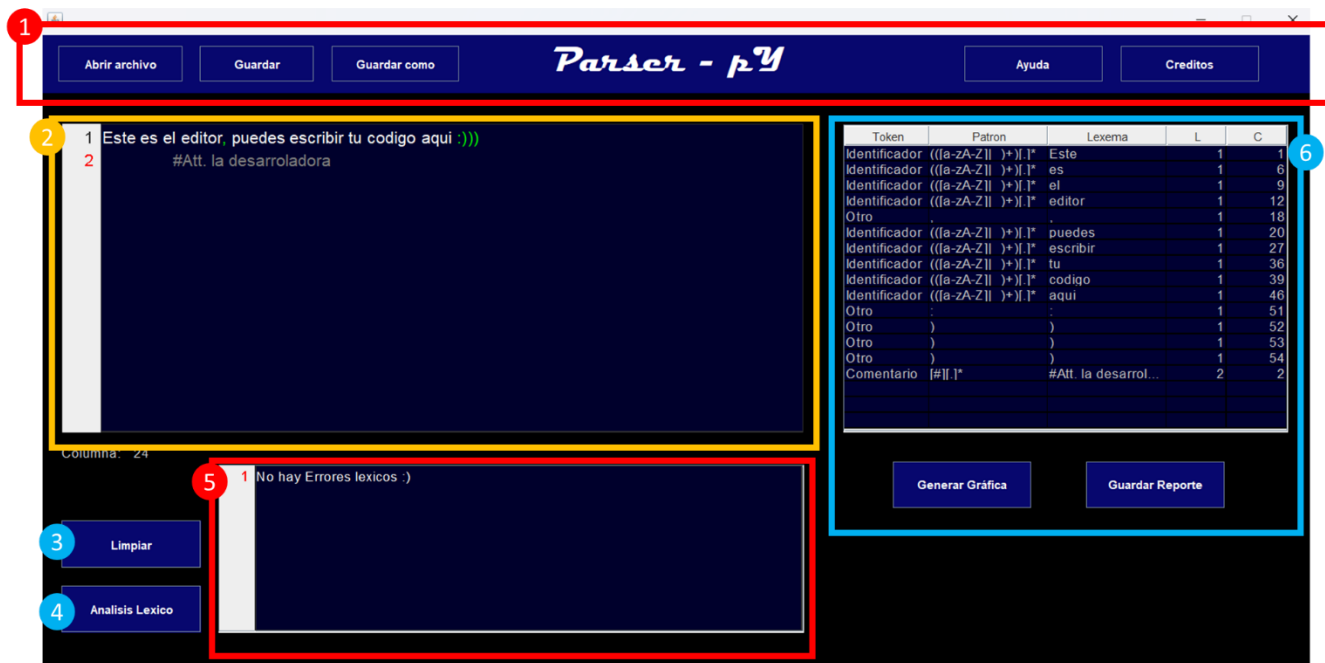 1
Abrir archivo Guardar Guardar como Parser - pY Ayuda Creditos
2
1 Este es el editor, puedes escribir tu codigo aqui :)))
2 #Att. la desarroladora
Columna: 24
5
1 No hay Errores lexicos :)
3 Limpiar
4 Analisis Lexico
6
Token Patron Lexema L C
Identificador (([a-zA-Z]| )+)[.]* Este 1 1
Identificador (([a-zA-Z]| )+)[.]* es 1 6
Identificador (([a-zA-Z]| )+)[.]* el 1 9
Identificador (([a-zA-Z]| )+)[.]* editor 1 12
Otro , , 1 18
Identificador (([a-zA-Z]| )+)[.]* puedes 1 20
Identificador (([a-zA-Z]| )+)[.]* escribir 1 27
Identificador (([a-zA-Z]| )+)[.]* tu 1 36
Identificador (([a-zA-Z]| )+)[.]* codigo 1 39
Identificador (([a-zA-Z]| )+)[.]* aqui 1 46
Otro : : 1 51
Otro ) ) 1 52
Otro ) ) 1 53
Otro ) ) 1 54
Comentario [#][.]* #Att. la desarrol... 2 2
Generar Gráfica Guardar Reporte